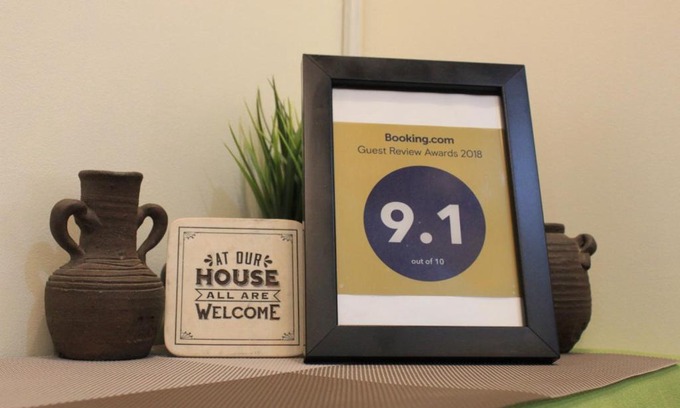 AT OUR
HOUSE
ALL ARE
WELCOME
Booking.com
Guest Review Awards 2018
9.1
out of 10